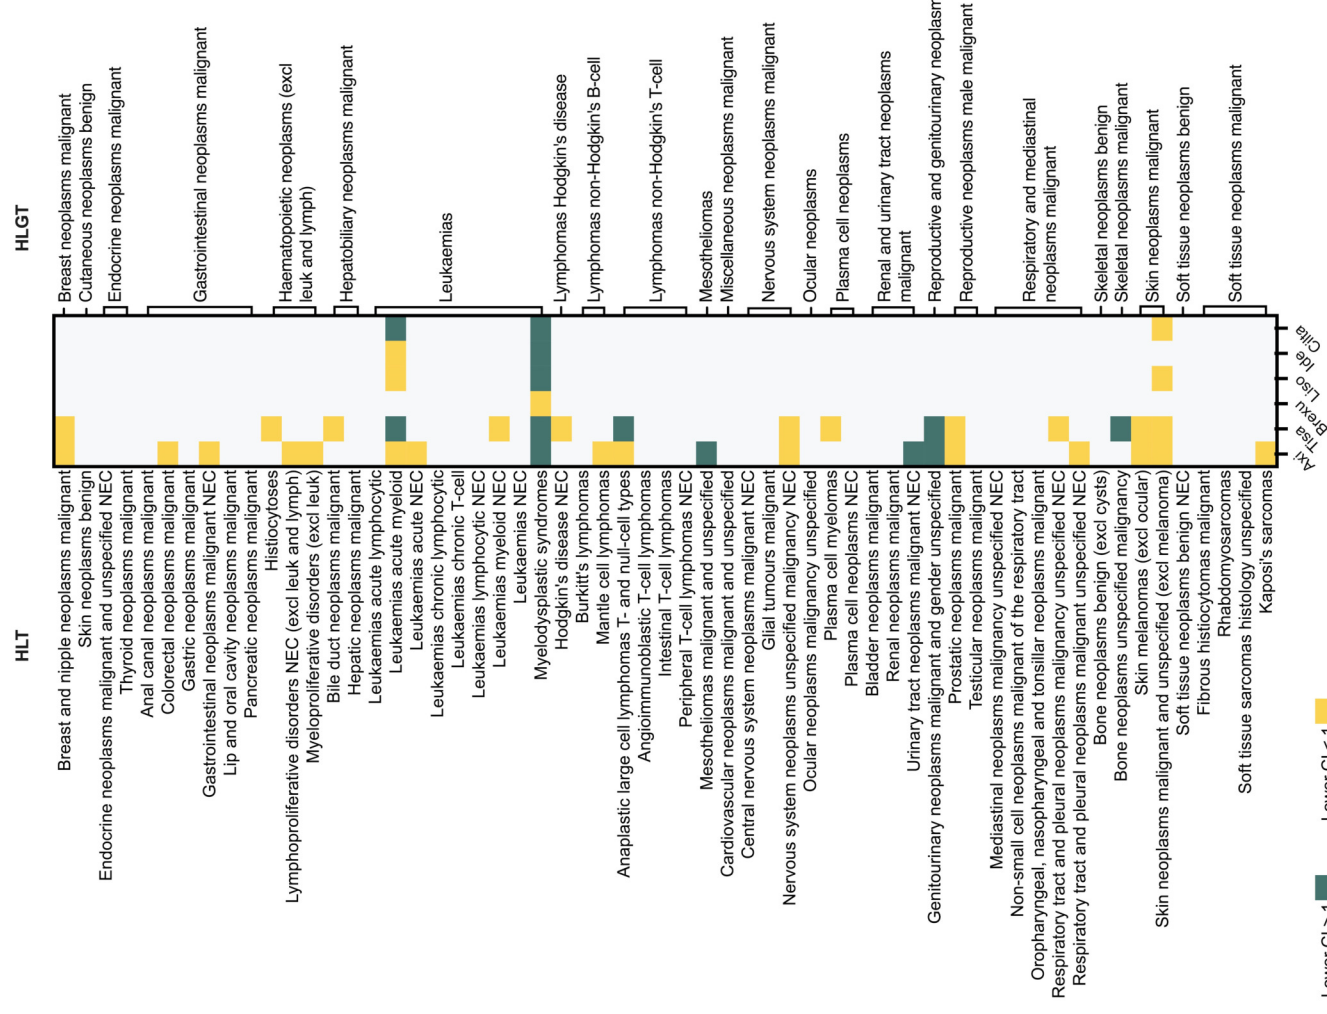 HLGT
Breast neoplasms malignant
Cutaneous neoplasms benign
Endocrine neoplasms malignant
Gastrointestinal neoplasms malignant
Haematopoietic neoplasms (excl
leuk and lymph)
Hepatobiliary neoplasms malignant
Leukaemias
Lymphomas Hodgkin's disease
Lymphomas non-Hodgkin's B-cell
Lymphomas non-Hodgkin's T-cell
Mesotheliomas
Miscellaneous neoplasms malignant
Nervous system neoplasms malignant
Ocular neoplasms
Plasma cell neoplasms
Renal and urinary tract neoplasms
malignant
Reproductive and genitourinary neoplasm
Reproductive neoplasms male malignant
Respiratory and mediastinal
neoplasms malignant
Skeletal neoplasms benign
Skeletal neoplasms malignant
Skin neoplasms malignant
Soft tissue neoplasms benign
Soft tissue neoplasms malignant
Cilta
Ide
Liso
Brexu
Tisa
Axi
HLT
Breast and nipple neoplasms malignant
Skin neoplasms benign
Endocrine neoplasms malignant and unspecified NEC
Thyroid neoplasms malignant
Anal canal neoplasms malignant
Colorectal neoplasms malignant
Gastric neoplasms malignant
Gastrointestinal neoplasms malignant NEC
Lip and oral cavity neoplasms malignant
Pancreatic neoplasms malignant
Histiocytoses
Lymphoproliferative disorders NEC (excl leuk and lymph)
Myeloproliferative disorders (excl leuk)
Bile duct neoplasms malignant
Hepatic neoplasms malignant
Leukaemias acute lymphocytic
Leukaemias acute myeloid
Leukaemias acute NEC
Leukaemias chronic lymphocytic
Leukaemias chronic T-cell
Leukaemias lymphocytic NEC
Leukaemias myeloid NEC
Leukaemias NEC
Myelodysplastic syndromes
Hodgkin's disease NEC
Burkitt's lymphomas
Mantle cell lymphomas
Anaplastic large cell lymphomas T- and null-cell types
Angioimmunoblastic T-cell lymphomas
Intestinal T-cell lymphomas
Peripheral T-cell lymphomas NEC
Mesotheliomas malignant and unspecified
Cardiovascular neoplasms malignant and unspecified
Central nervous system neoplasms malignant NEC
Glial tumours malignant
Nervous system neoplasms unspecified malignancy NEC
Ocular neoplasms malignancy unspecified
Plasma cell myelomas
Plasma cell neoplasms NEC
Bladder neoplasms malignant
Renal neoplasms malignant
Urinary tract neoplasms NEC
Genitourinary neoplasms malignant and gender unspecified
Prostatic neoplasms malignant
Testicular neoplasms malignant
Mediastinal neoplasms malignancy unspecified NEC
Non-small cell neoplasms malignant of the respiratory tract
Oropharyngeal, nasopharyngeal and tonsillar neoplasms malignant
Respiratory tract and pleural neoplasms malignancy unspecified NEC
Respiratory tract and pleural neoplasms malignant unspecified NEC
Bone neoplasms benign (excl cysts)
Bone neoplasms unspecified malignancy
Skin melanomas (excl ocular)
Skin neoplasms malignant and unspecified (excl melanoma)
Soft tissue neoplasms benign NEC
Fibrous histiocytomas malignant
Rhabdomyosarcomas
Soft tissue sarcomas histology unspecified
Kaposi's sarcomas